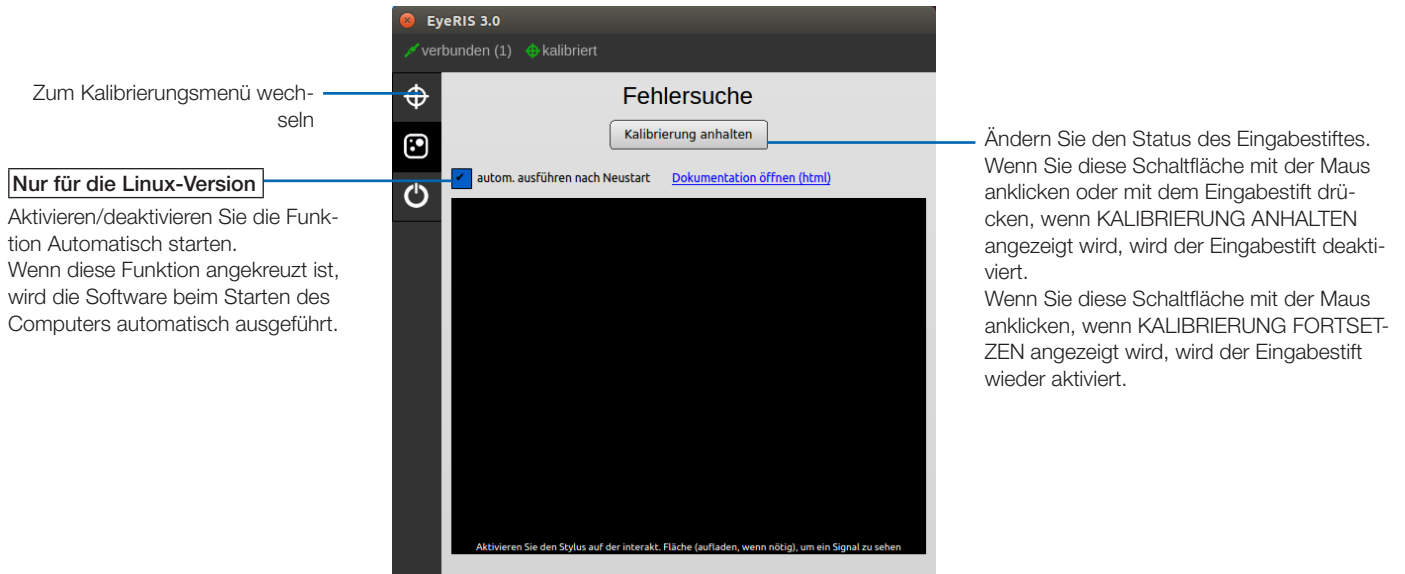 EyeRIS 3.0
verbunden (1) kalibriert
Zum Kalibrierungsmenü wech-
seln
Nur für die Linux-Version
Aktivieren/deaktivieren Sie die Funk-
tion Automatisch starten.
Wenn diese Funktion angekreuzt ist,
wird die Software beim Starten des
Computers automatisch ausgeführt.
Fehlersuche
Kalibrierung anhalten
autom. ausführen nach Neustart Dokumentation öffnen (html)
Aktivieren Sie den Stylus auf der interakt. Fläche (aufladen, wenn nötig), um ein Signal zu sehen
Ändern Sie den Status des Eingabestiftes.
Wenn Sie diese Schaltfläche mit der Maus
anklicken oder mit dem Eingabestift drü-
cken, wenn KALIBRIERUNG ANHALTEN
angezeigt wird, wird der Eingabestift deakti-
viert.
Wenn Sie diese Schaltfläche mit der Maus
anklicken, wenn KALIBRIERUNG FORTSET-
ZEN angezeigt wird, wird der Eingabestift
wieder aktiviert.